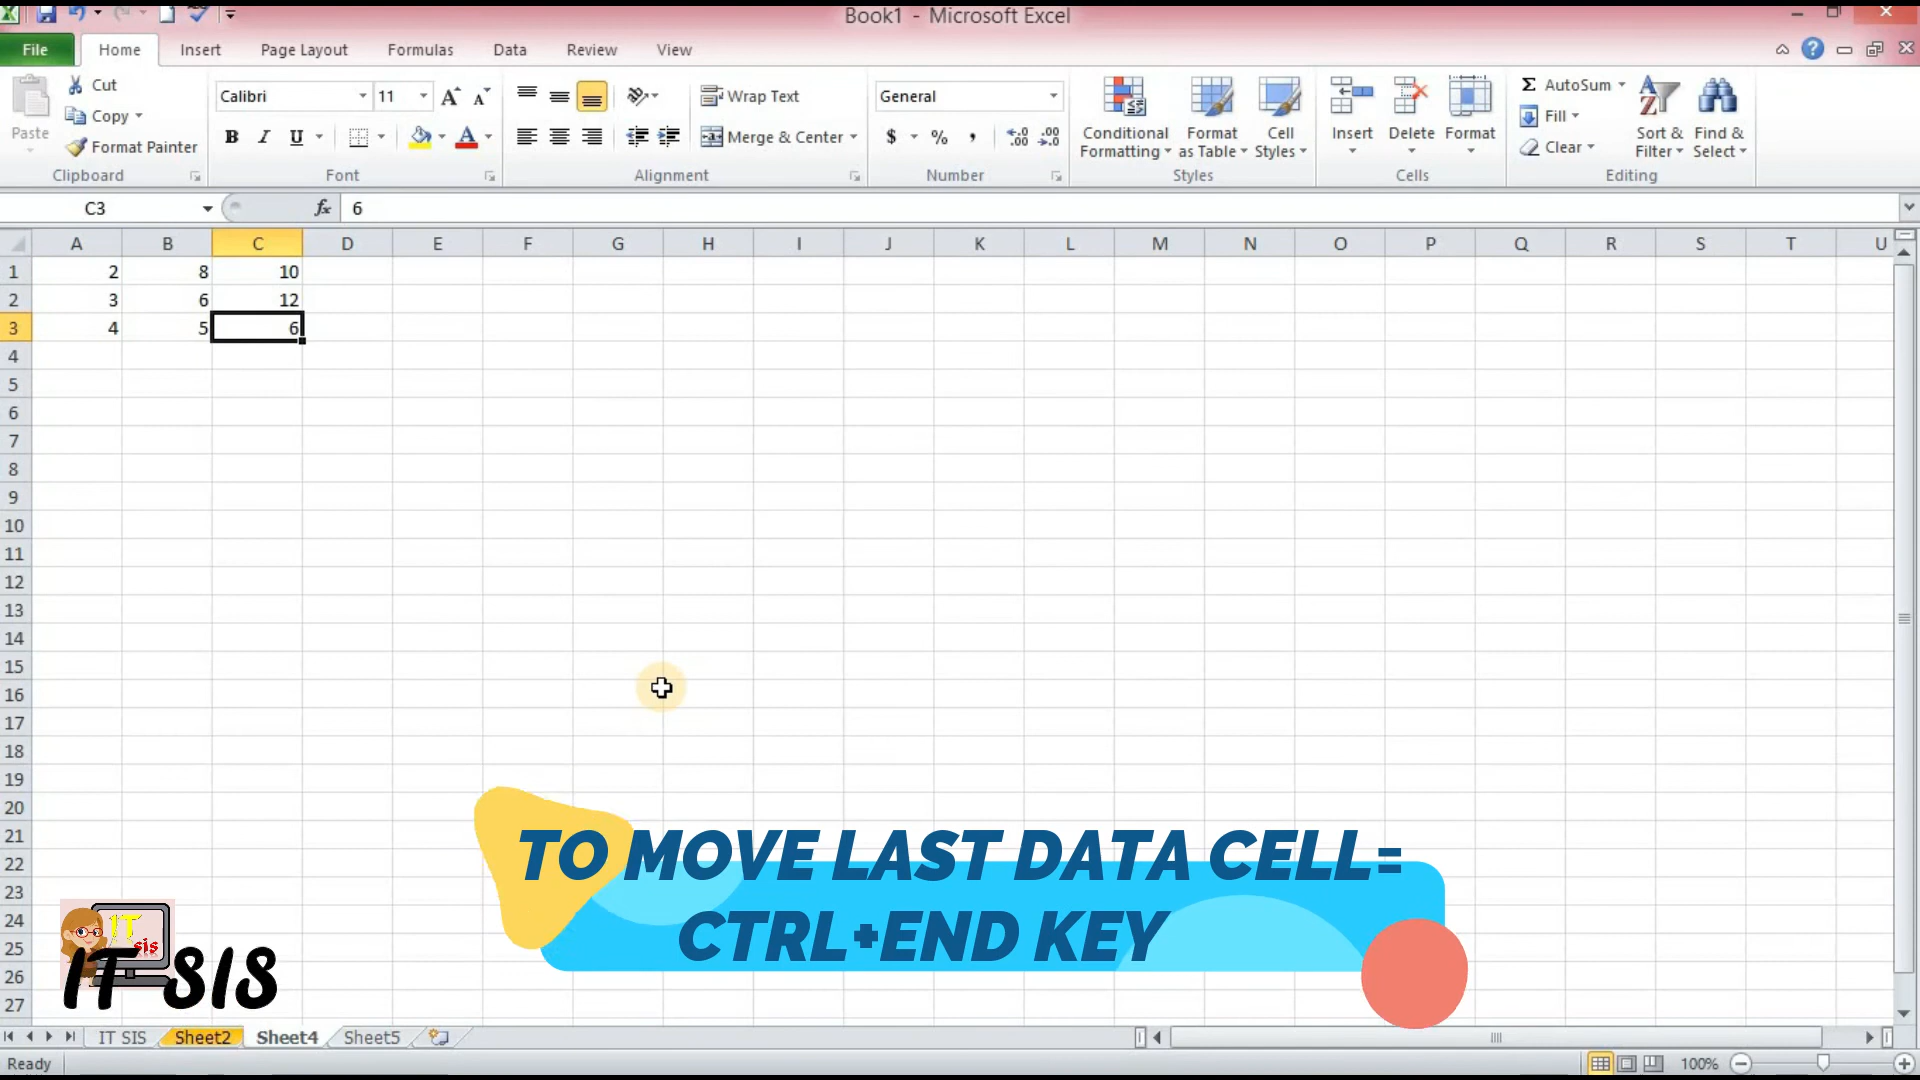 Book1 - Microsoft Excel
File Home Insert Page Layout Formulas Data Review View
Paste
Cut
Copy
Format Painter
Clipboard
Calibri 11
A A
B I U A
Font
Wrap Text
Merge & Center
Alignment
General
$ % ,
Number
Conditional Formatting
Format as Table
Cell Styles
Styles
Insert Delete Format
Cells
Σ AutoSum
Fill
Clear
Sort & Filter
Find & Select
Editing
C3 fx 6
A B C D E F G H I J K L M N O P Q R S T U
1 2 8 10
2 3 6 12
3 4 5 6
4
5
6
7
8
9
10
11
12
13
14
15
16
17
18
19
20
21
22
23
24
25
26
27
TO MOVE LAST DATA CELL=
CTRL+END KEY
IT
sis
IT SIS
IT SIS Sheet2 Sheet4 Sheet5
Ready 100%